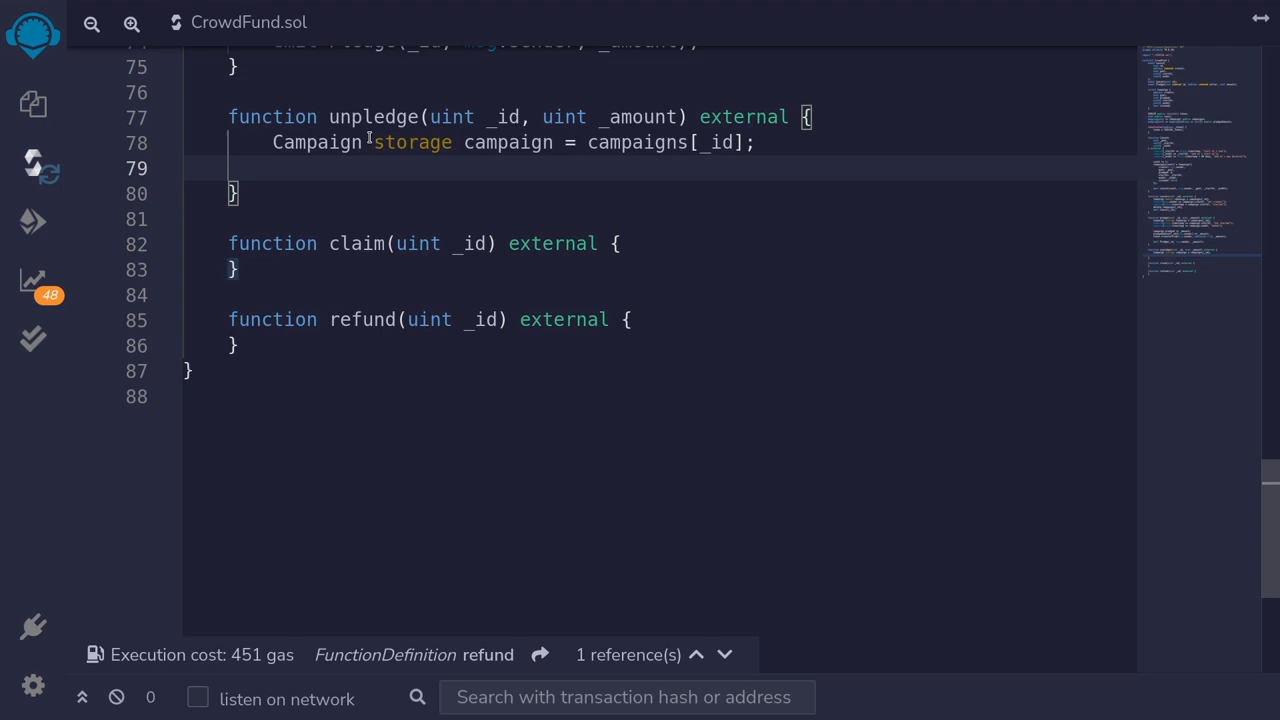 CrowdFund.sol
75 }
76
77 function unpledge(uint _id, uint _amount) external {
78 Campaign storage campaign = campaigns[_id];
79
80 }
81
82 function claim(uint _id) external {
83 }
84
85 function refund(uint _id) external {
86 }
87 }
88
48
Execution cost: 451 gas FunctionDefinition refund 1 reference(s)
0 listen on network Search with transaction hash or address